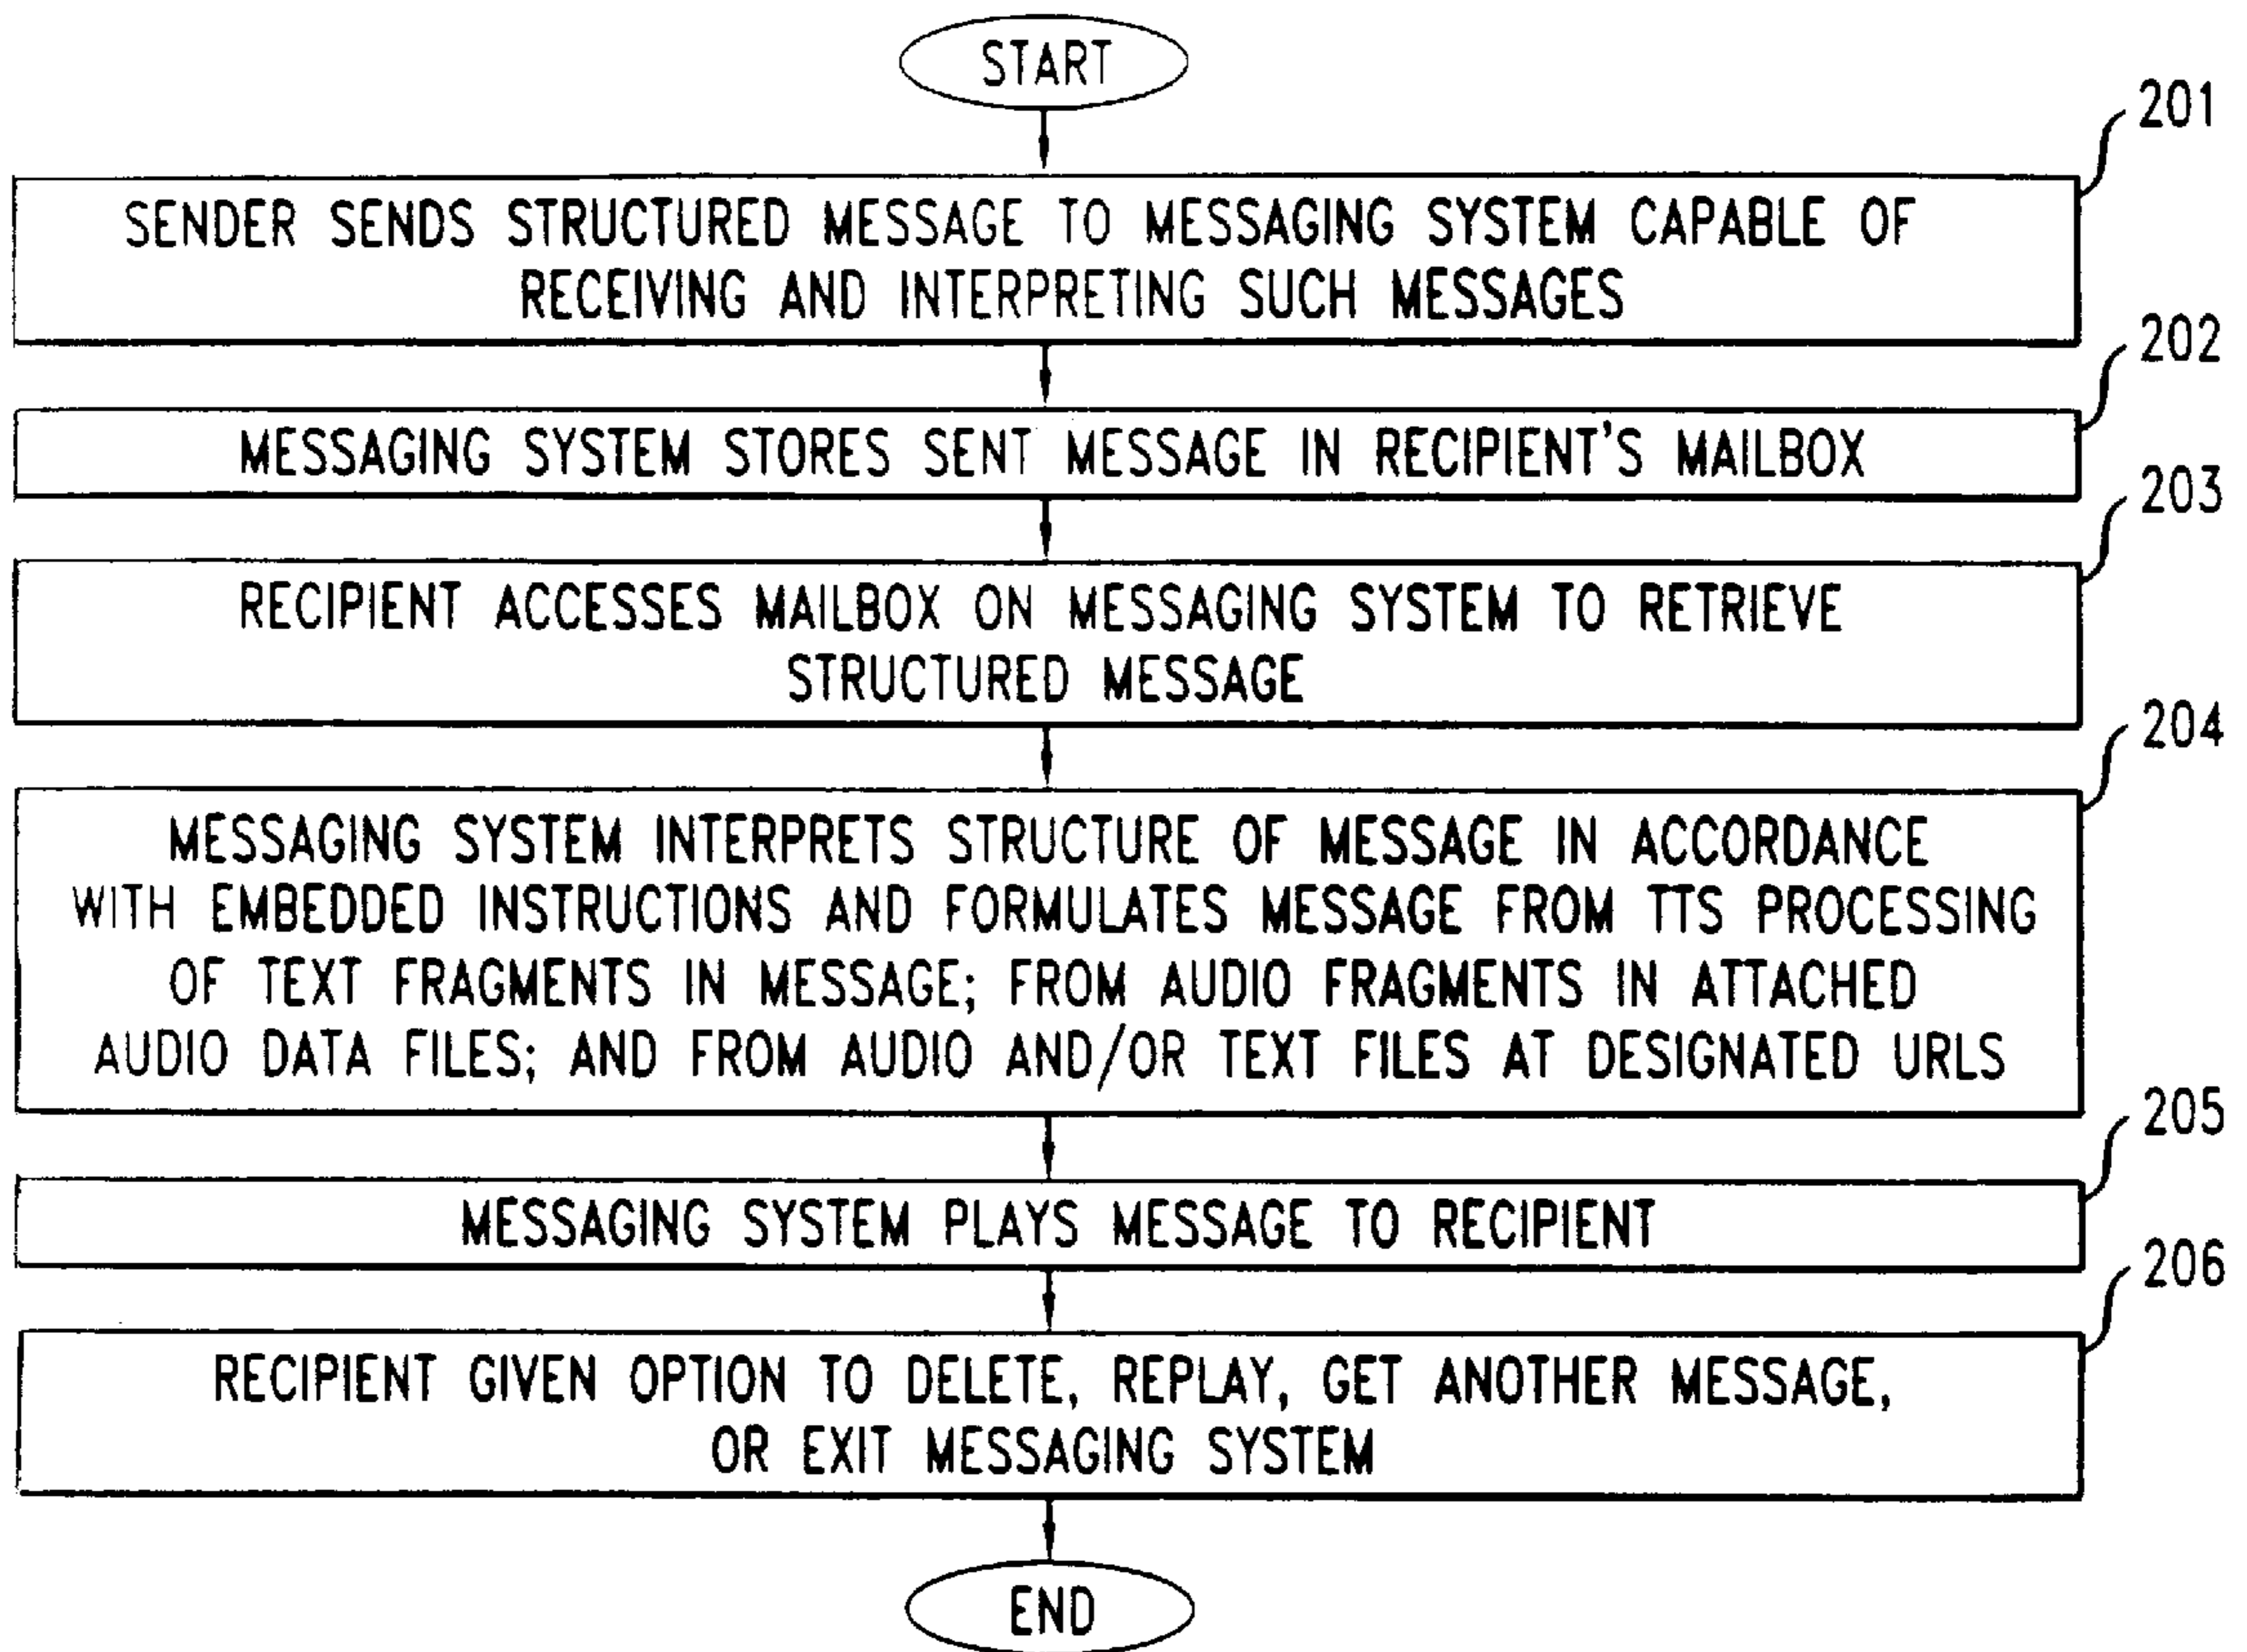 START
201
SENDER SENDS STRUCTURED MESSAGE TO MESSAGING SYSTEM CAPABLE OF
RECEIVING AND INTERPRETING SUCH MESSAGES
202
MESSAGING SYSTEM STORES SENT MESSAGE IN RECIPIENT'S MAILBOX
203
RECIPIENT ACCESSES MAILBOX ON MESSAGING SYSTEM TO RETRIEVE
STRUCTURED MESSAGE
204
MESSAGING SYSTEM INTERPRETS STRUCTURE OF MESSAGE IN ACCORDANCE
WITH EMBEDDED INSTRUCTIONS AND FORMULATES MESSAGE FROM TTS PROCESSING
OF TEXT FRAGMENTS IN MESSAGE; FROM AUDIO FRAGMENTS IN ATTACHED
AUDIO DATA FILES; AND FROM AUDIO AND/OR TEXT FILES AT DESIGNATED URLS
205
MESSAGING SYSTEM PLAYS MESSAGE TO RECIPIENT
206
RECIPIENT GIVEN OPTION TO DELETE, REPLAY, GET ANOTHER MESSAGE,
OR EXIT MESSAGING SYSTEM
END